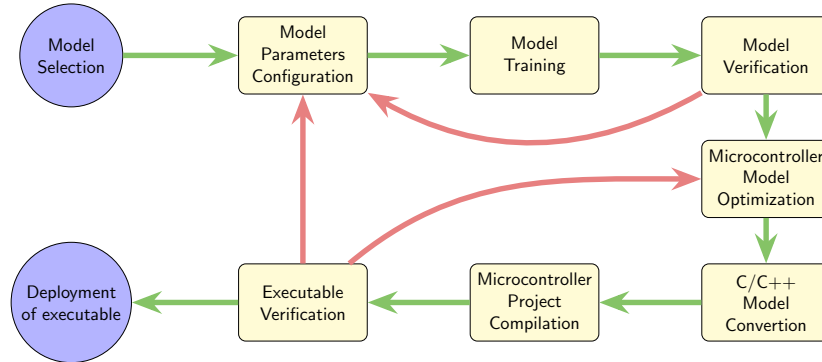 Model
Selection
Model
Parameters
Configuration
Model
Training
Model
Verification
Microcontroller
Model
Optimization
C/C++
Model
Convertion
Microcontroller
Project
Compilation
Executable
Verification
Deployment
of executable